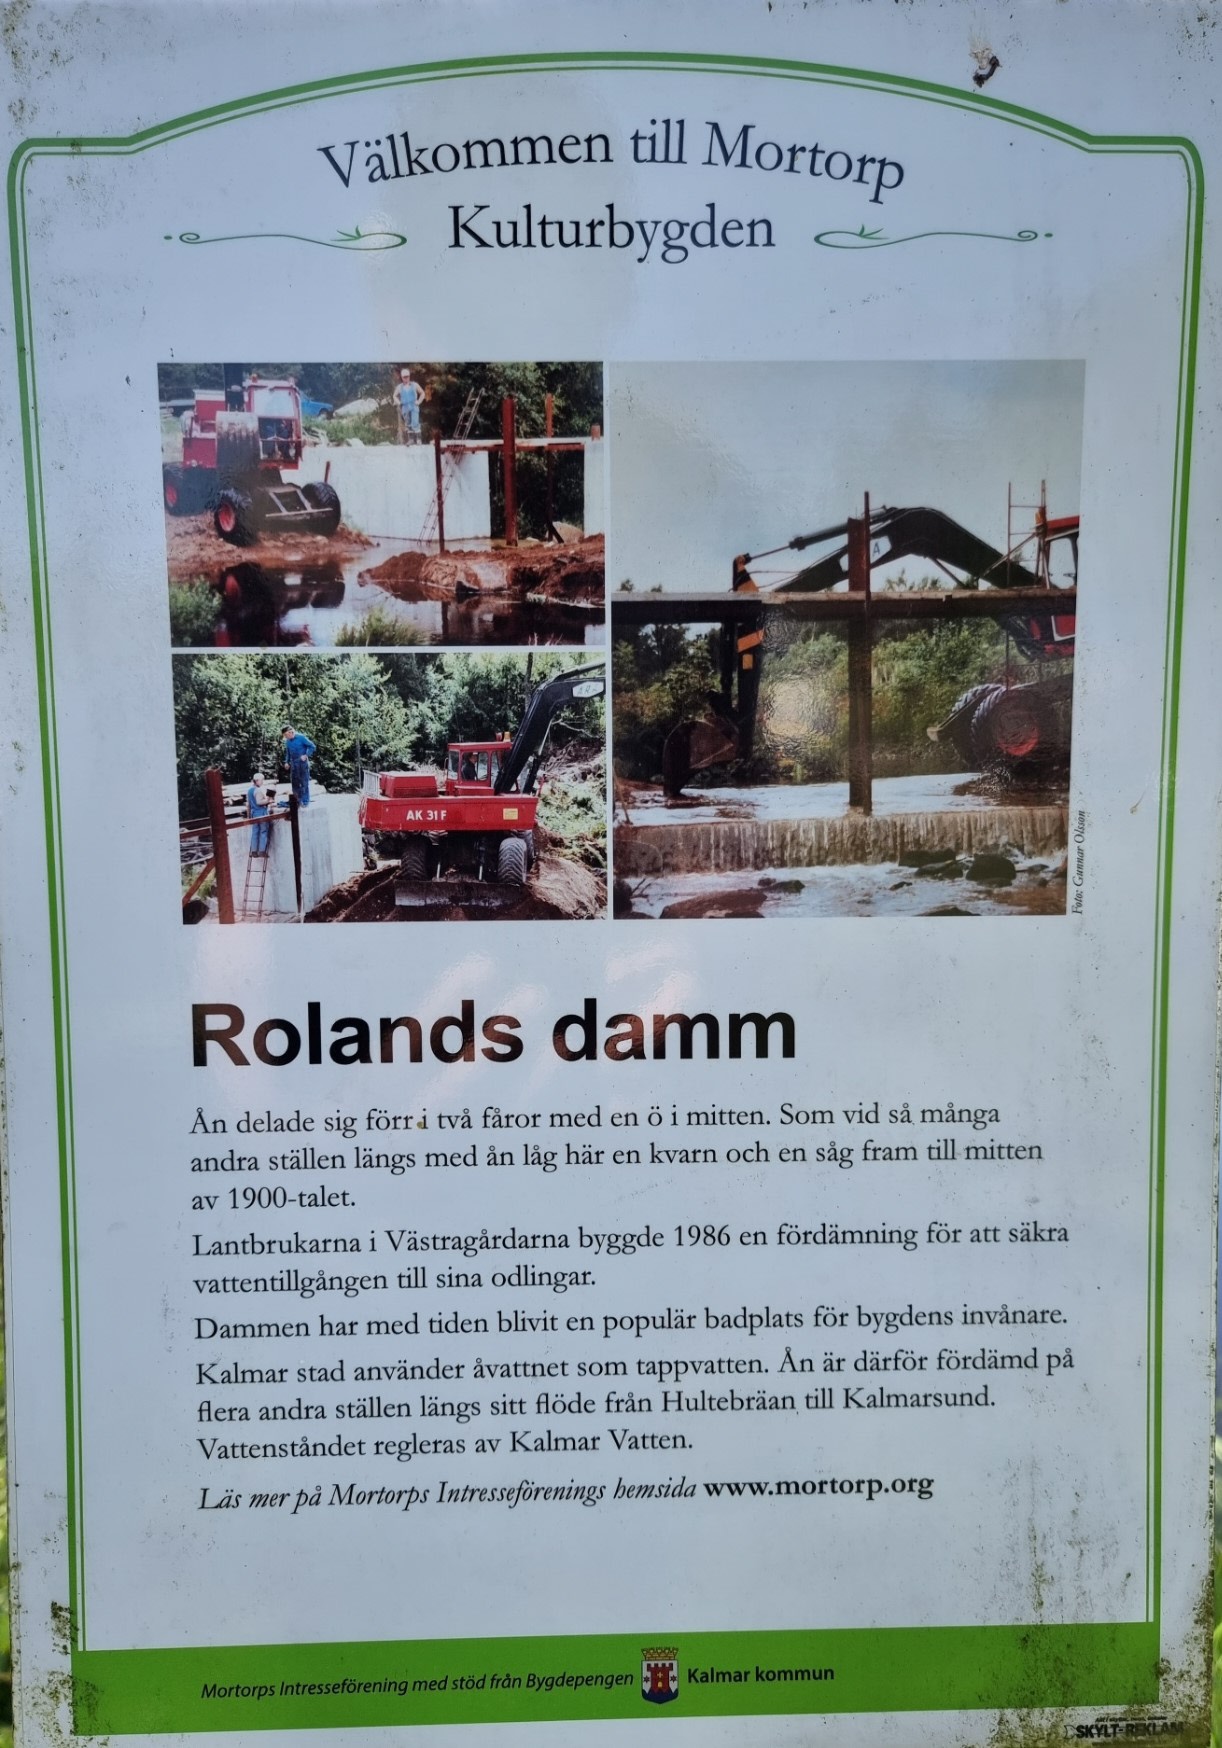 Välkommen till Mortorp
Kulturbygden
A
AK 31 F
Foto: Gunnar Olsson
Rolands damm
Ån delade sig förr i två fåror med en ö i mitten. Som vid så många
andra ställen längs med ån låg här en kvarn och en såg fram till mitten
av 1900-talet.
Lantbrukarna i Västragårdarna byggde 1986 en fördämning för att säkra
vattentillgången till sina odlingar.
Dammen har med tiden blivit en populär badplats för bygdens invånare.
Kalmar stad använder åvattnet som tappvatten. Ån är därför fördämd på
flera andra ställen längs sitt flöde från Hultebräan till Kalmarsund.
Vattenståndet regleras av Kalmar Vatten.
Läs mer på Mortorps Intresseförenings hemsida www.mortorp.org
Mortorps Intresseförening med stöd från Bygdepengen Kalmar kommun
SKYLT-REKLAM